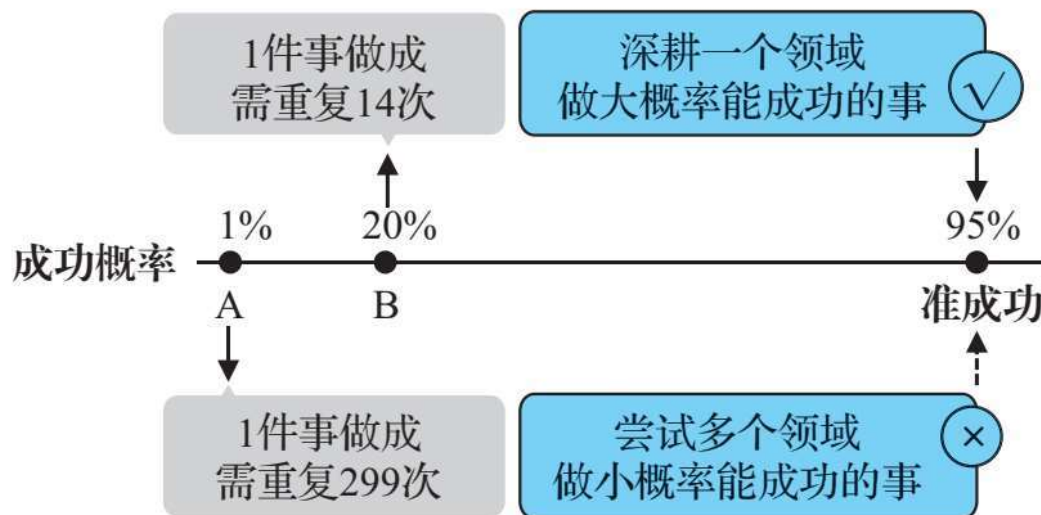 1件事做成
需重复14次
深耕一个领域
做大概率能成功的事
√
1%
20%
95%
成功概率
A
B
准成功
1件事做成
需重复299次
尝试多个领域
做小概率能成功的事
×